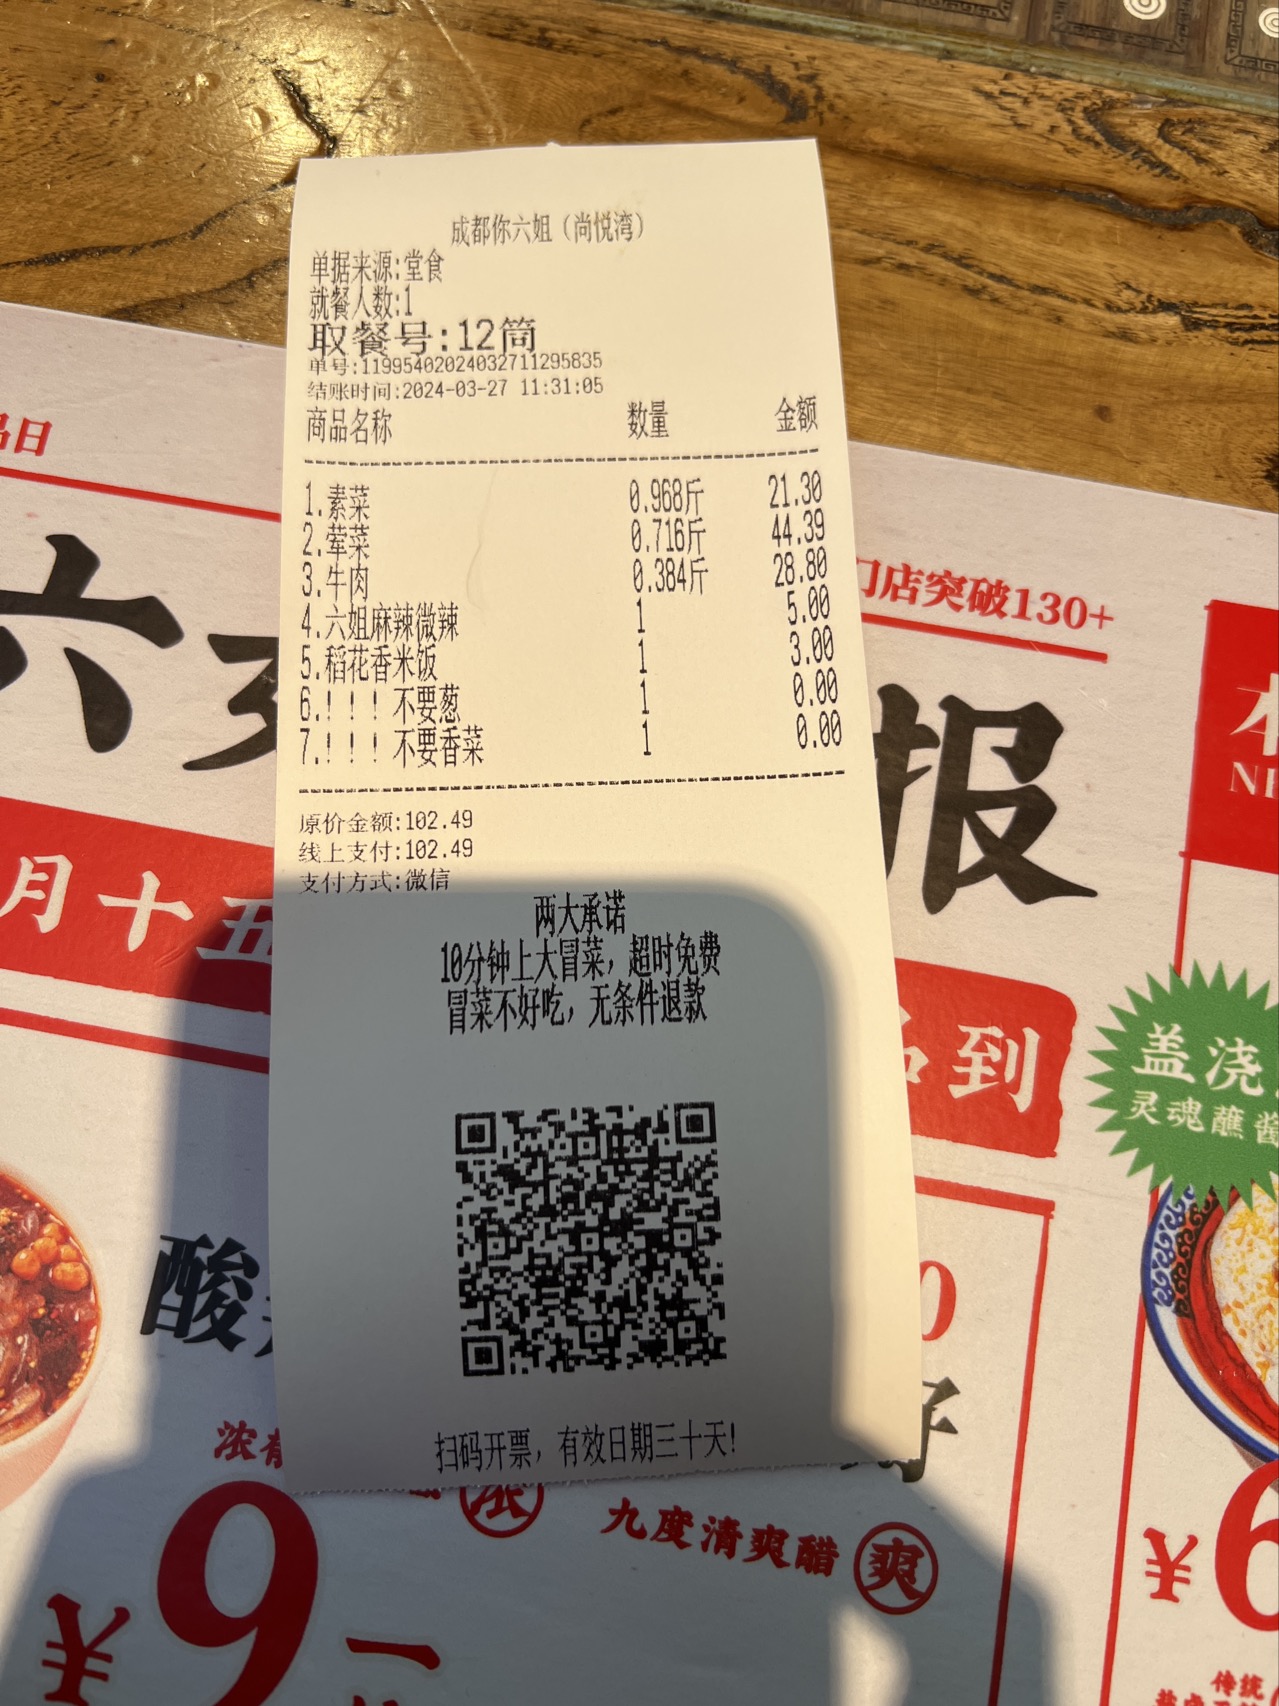 成都你六姐（尚悦湾）
单据来源:堂食
就餐人数:1
取餐号:12筒
单号:11995402024032711295835
结账时间:2024-03-27 11:31:05
商品名称 数量 金额
1.素菜 0.968斤 21.30
2.荤菜 0.716斤 44.39
3.牛肉 0.384斤 28.80
4.六姐麻辣微辣 1 5.00
5.稻花香米饭 1 3.00
6.!!!不要葱 1 0.00
7.!!!不要香菜 1 0.00
原价金额:102.49
线上支付:102.49
支付方式:微信
两大承诺
10分钟上大冒菜，超时免费
冒菜不好吃，无条件退款
扫码开票，有效日期三十天!
品日
门店突破130+
六
报
本
月十五
到
盖浇
灵魂蘸酱
酸
浓
浓
九度清爽醋 爽
¥9
¥6
传统